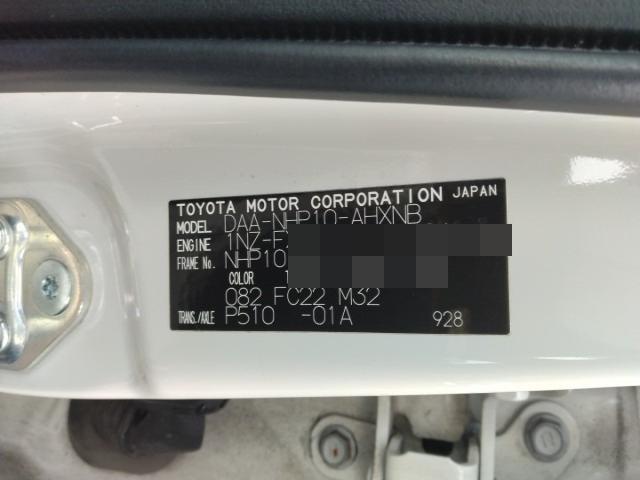 TOYOTA MOTOR CORPORATION JAPAN
MODEL DAA-NHP10-AHXNB
ENGINE 1NZ-F
FRAME No. NHP10
COLOR
082 FC22 M32
TRANS./AXLE P510 -01A 928